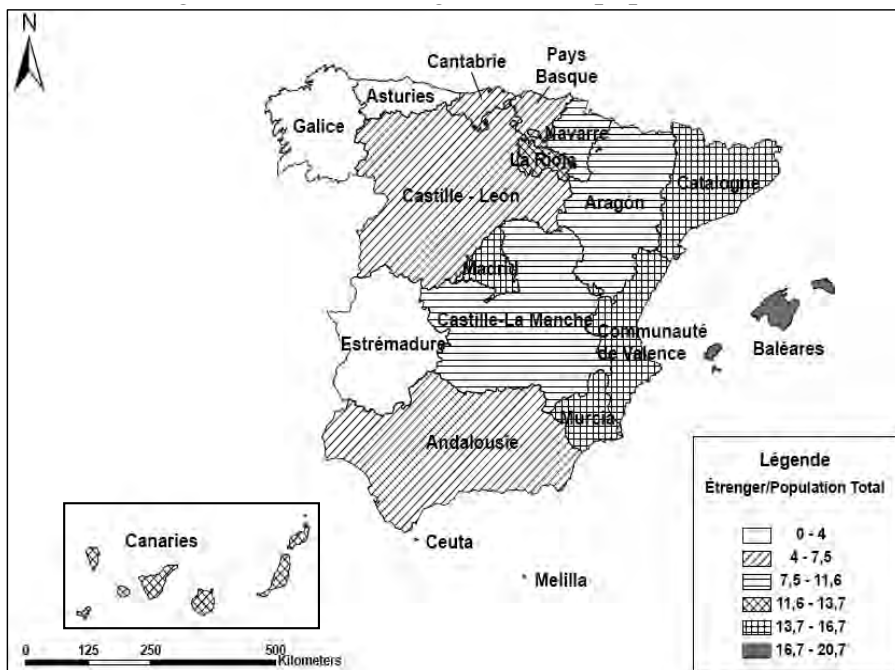 N
Cantabrie
Pays
Basque
Asturies
Galice
Navarre
La Rioja
Castille - León
Catalogne
Aragón
Madrid
Castille-La Manche
Communauté
de Valence
Estrémadure
Baléares
Murcia
Andalousie
Légende
Étrenger/Population Total
0 - 4
4 - 7,5
7,5 - 11,6
11,6 - 13,7
13,7 - 16,7
16,7 - 20,7
Canaries
Ceuta
Melilla
0 125 250 500
Kilometers